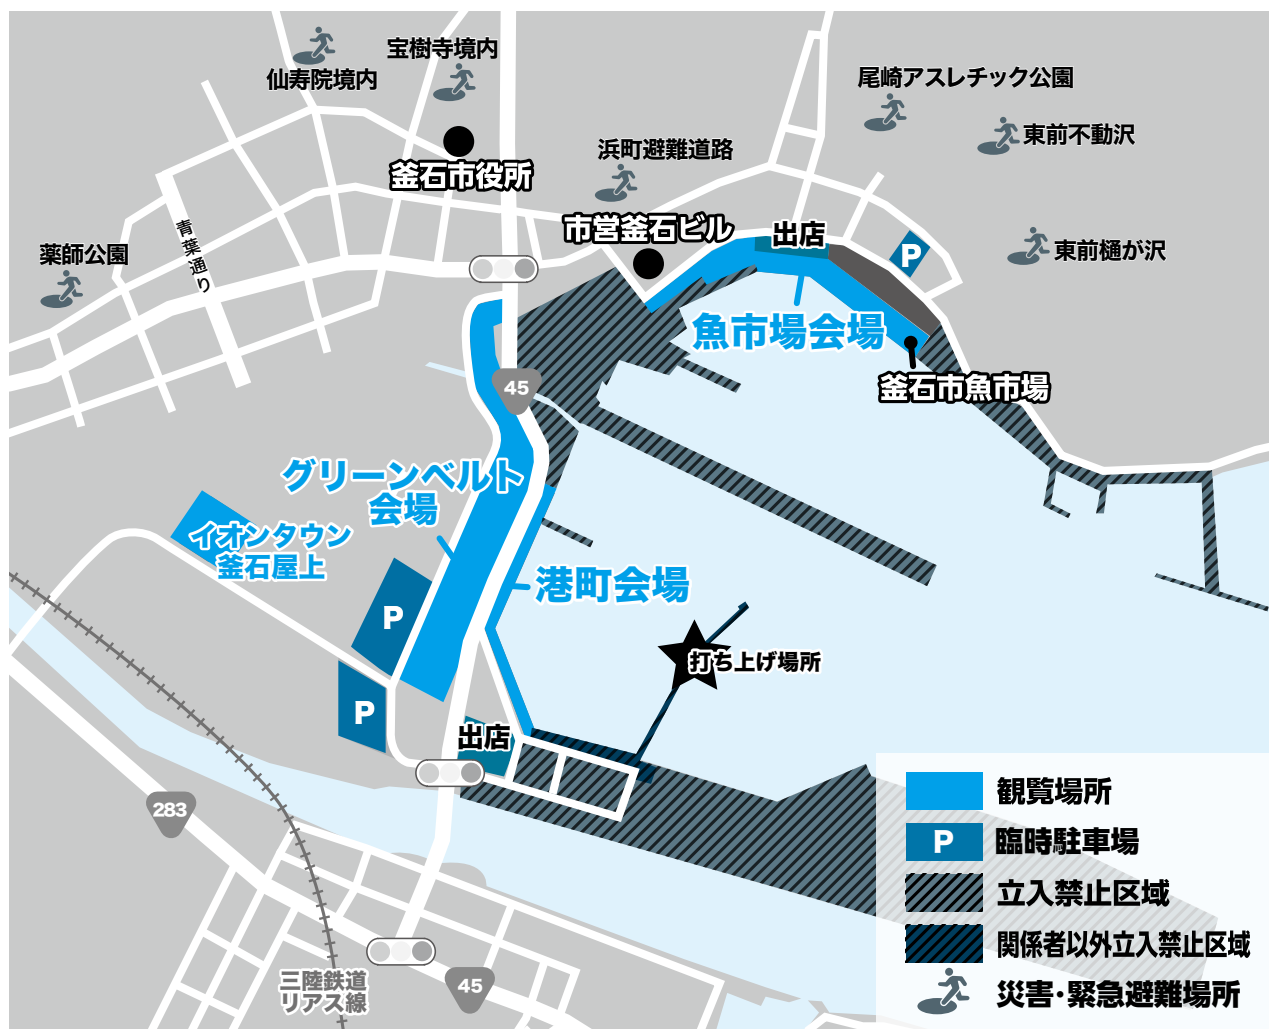 宝樹寺境内
仙寿院境内
尾崎アスレチック公園
東前不動沢
浜町避難道路
釜石市役所
市営釜石ビル
出店
P
青葉通り
薬師公園
東前樋が沢
魚市場会場
釜石市魚市場
45
グリーンベルト
会場
イオンタウン
釜石屋上
港町会場
P
打ち上げ場所
P
出店
283
45
三陸鉄道
リアス線
観覧場所
P
臨時駐車場
立入禁止区域
関係者以外立入禁止区域
災害・緊急避難場所